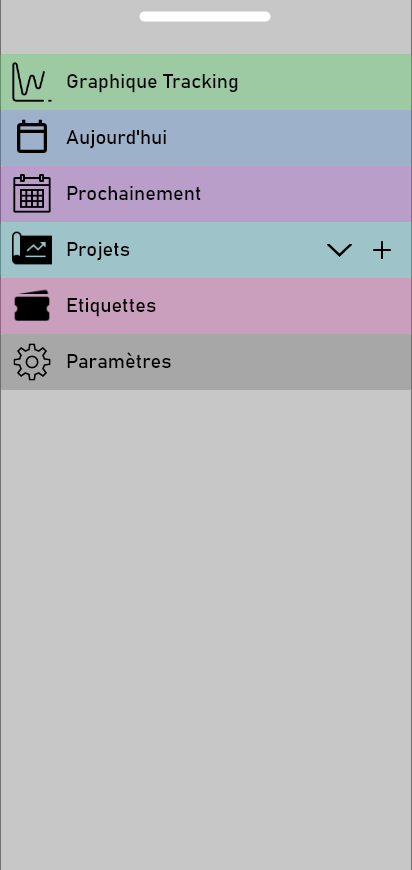 Graphique Tracking
Aujourd'hui
Prochainement
Projets
Etiquettes
Paramètres